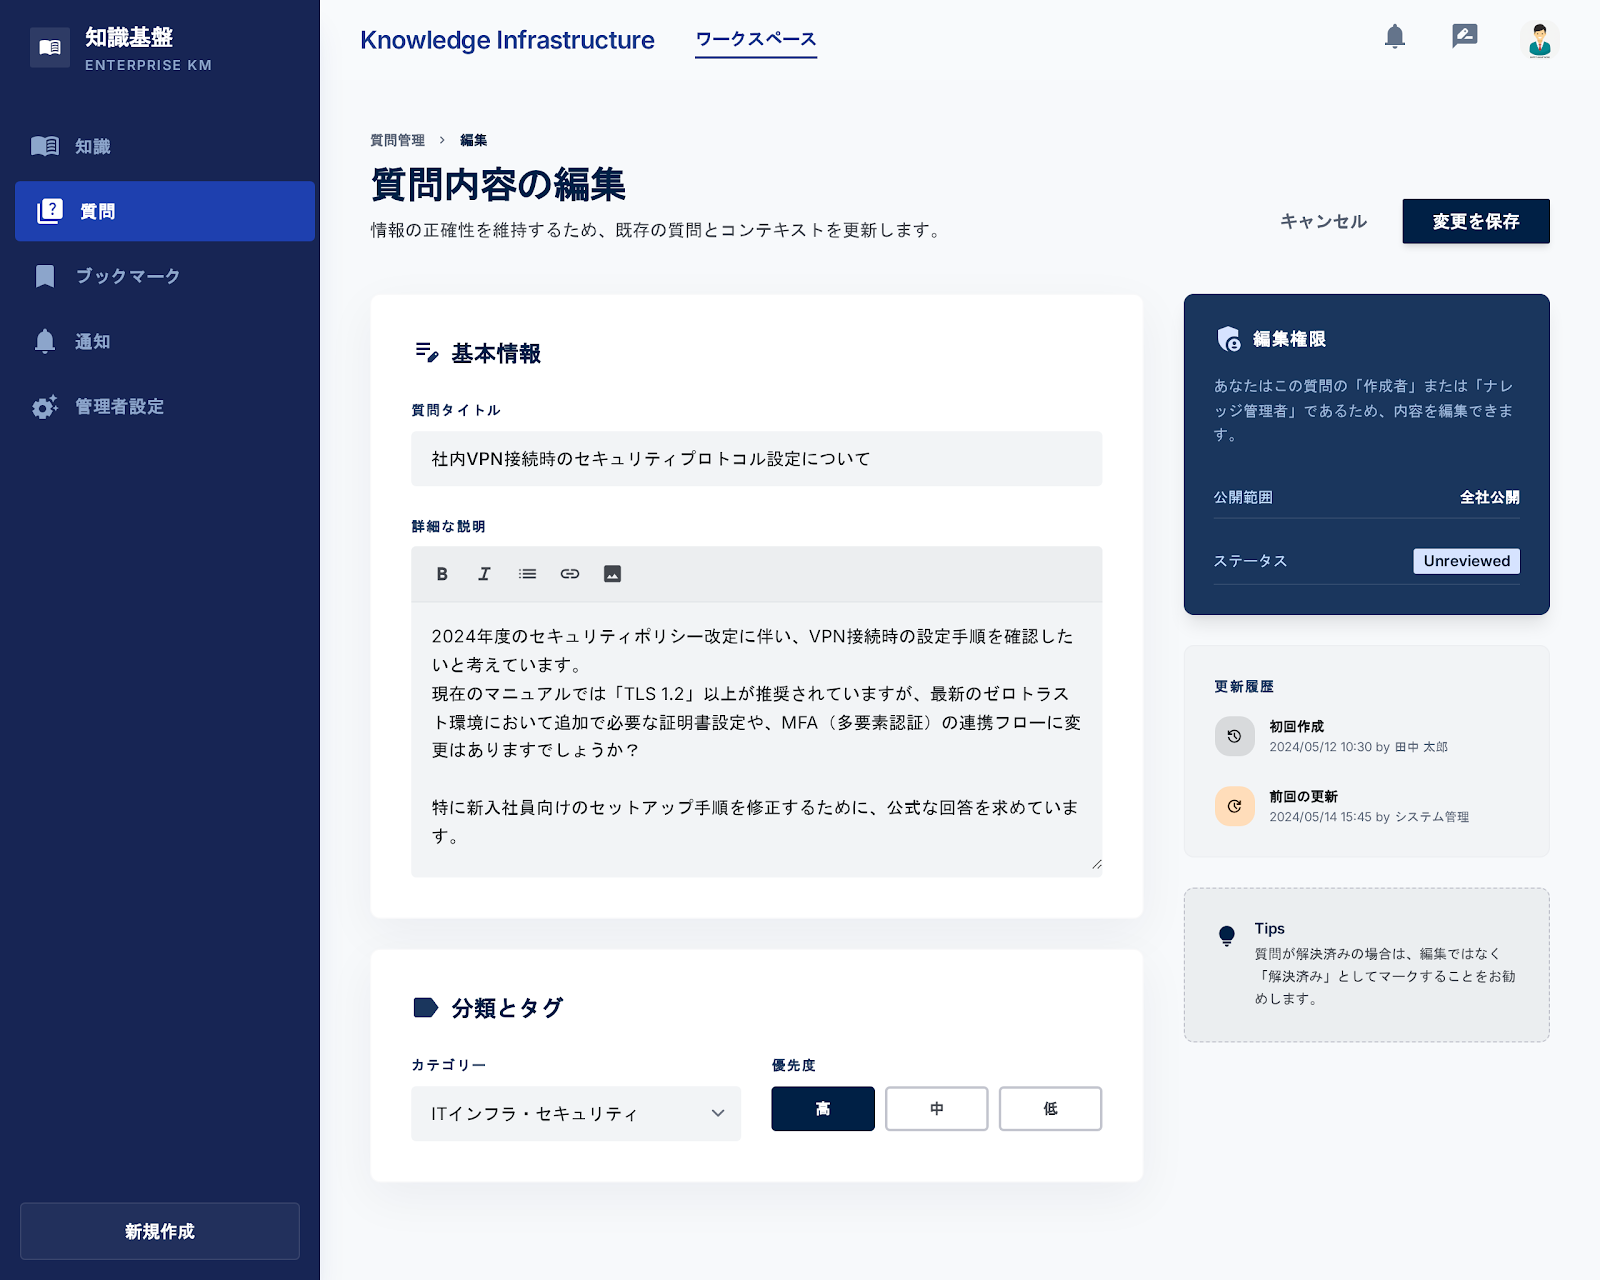 知識基盤
ENTERPRISE KM
知識
質問
ブックマーク
通知
管理者設定
新規作成
Knowledge Infrastructure
ワークスペース
質問管理 › 編集
質問内容の編集
情報の正確性を維持するため、既存の質問とコンテキストを更新します。
キャンセル
変更を保存
基本情報
質問タイトル
社内VPN接続時のセキュリティプロトコル設定について
詳細な説明
B I
2024年度のセキュリティポリシー改定に伴い、VPN接続時の設定手順を確認した
いと考えています。
現在のマニュアルでは「TLS 1.2」以上が推奨されていますが、最新のゼロトラス
ト環境において追加で必要な証明書設定や、MFA（多要素認証）の連携フローに変
更はありますでしょうか？
特に新入社員向けのセットアップ手順を修正するために、公式な回答を求めていま
す。
分類とタグ
カテゴリー
ITインフラ・セキュリティ
優先度
高
中
低
編集権限
あなたはこの質問の「作成者」または「ナレ
ッジ管理者」であるため、内容を編集できま
す。
公開範囲
全社公開
ステータス
Unreviewed
更新履歴
初回作成
2024/05/12 10:30 by 田中 太郎
前回の更新
2024/05/14 15:45 by システム管理
Tips
質問が解決済みの場合は、編集ではなく
「解決済み」としてマークすることをお勧
めします。